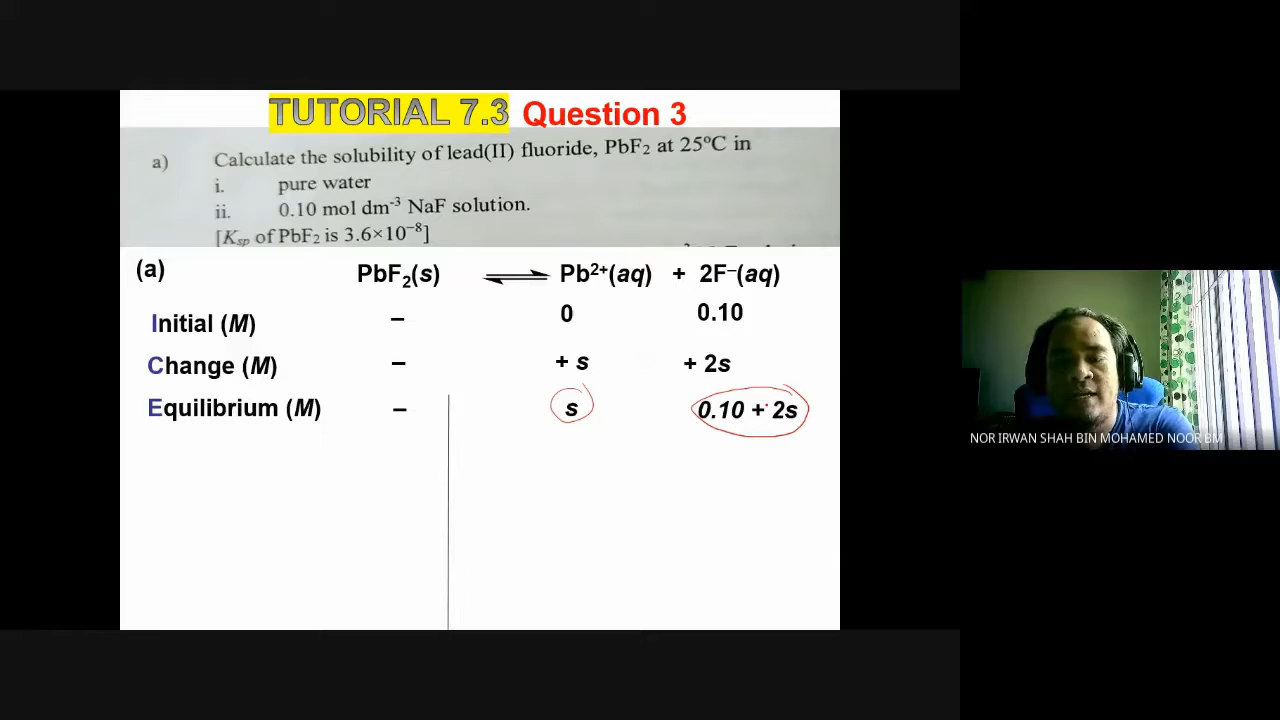 TUTORIAL 7.3 Question 3
a) Calculate the solubility of lead(II) fluoride, PbF₂ at 25ºC in
i. pure water
ii. 0.10 mol dm⁻³ NaF solution.
[Kₛₚ of PbF₂ is 3.6×10⁻⁸]
(a) PbF₂(s) ⇌ Pb²⁺(aq) + 2F⁻(aq)
Initial (M) – 0 0.10
Change (M) – + s + 2s
Equilibrium (M) – s 0.10 + 2s
NOR IRWAN SHAH BIN MOHAMED NOOR BM